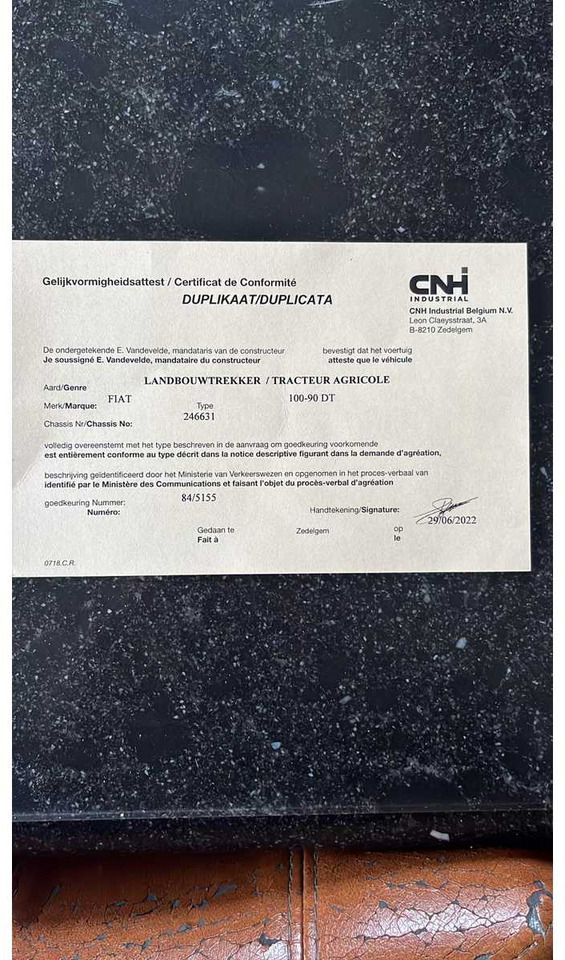 Gelijkvormigheidsattest / Certificat de Conformité
DUPLIKAAT/DUPLICATA
CNH
INDUSTRIAL
CNH Industrial Belgium N.V.
Leon Claeysstraat, 3A
B-8210 Zedelgem
De ondergetekende E. Vandevelde, mandataris van de constructeur bevestigt dat het voertuig
Je soussigné E. Vandevelde, mandataire du constructeur atteste que le véhicule
LANDBOUWTREKKER / TRACTEUR AGRICOLE
Aard/Genre
Merk/Marque: FIAT Type 100-90 DT
Chassis Nr/Chassis No: 246631
volledig overeenstemt met het type beschreven in de aanvraag om goedkeuring voorkomende
est entièrement conforme au type décrit dans la notice descriptive figurant dans la demande d'agréation,
beschrijving geïdentificeerd door het Ministerie van Verkeerswezen en opgenomen in het proces-verbaal van
identifié par le Ministère des Communications et faisant l'objet du procès-verbal d'agréation
goedkeuring Nummer: 84/5155
Numéro:
Handtekening/Signature:
29/06/2022
Gedaan te Zedelgem op
Fait à le
0718.C.R.